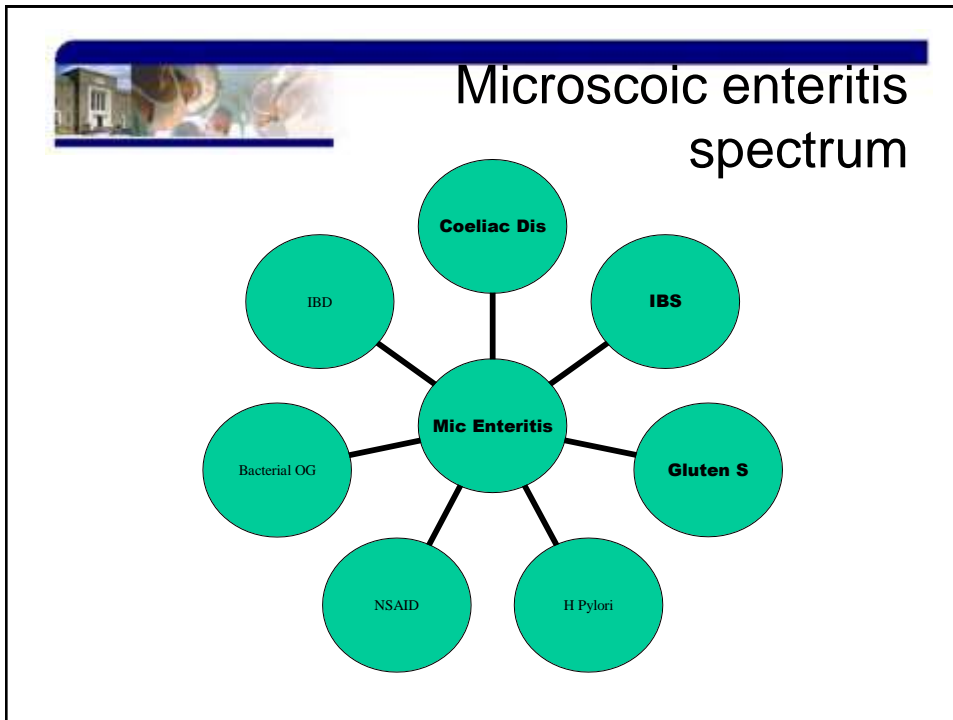 Microscoic enteritis
spectrum
Coeliac Dis
IBD
IBS
Mic Enteritis
Bacterial OG
Gluten S
NSAID
H Pylori